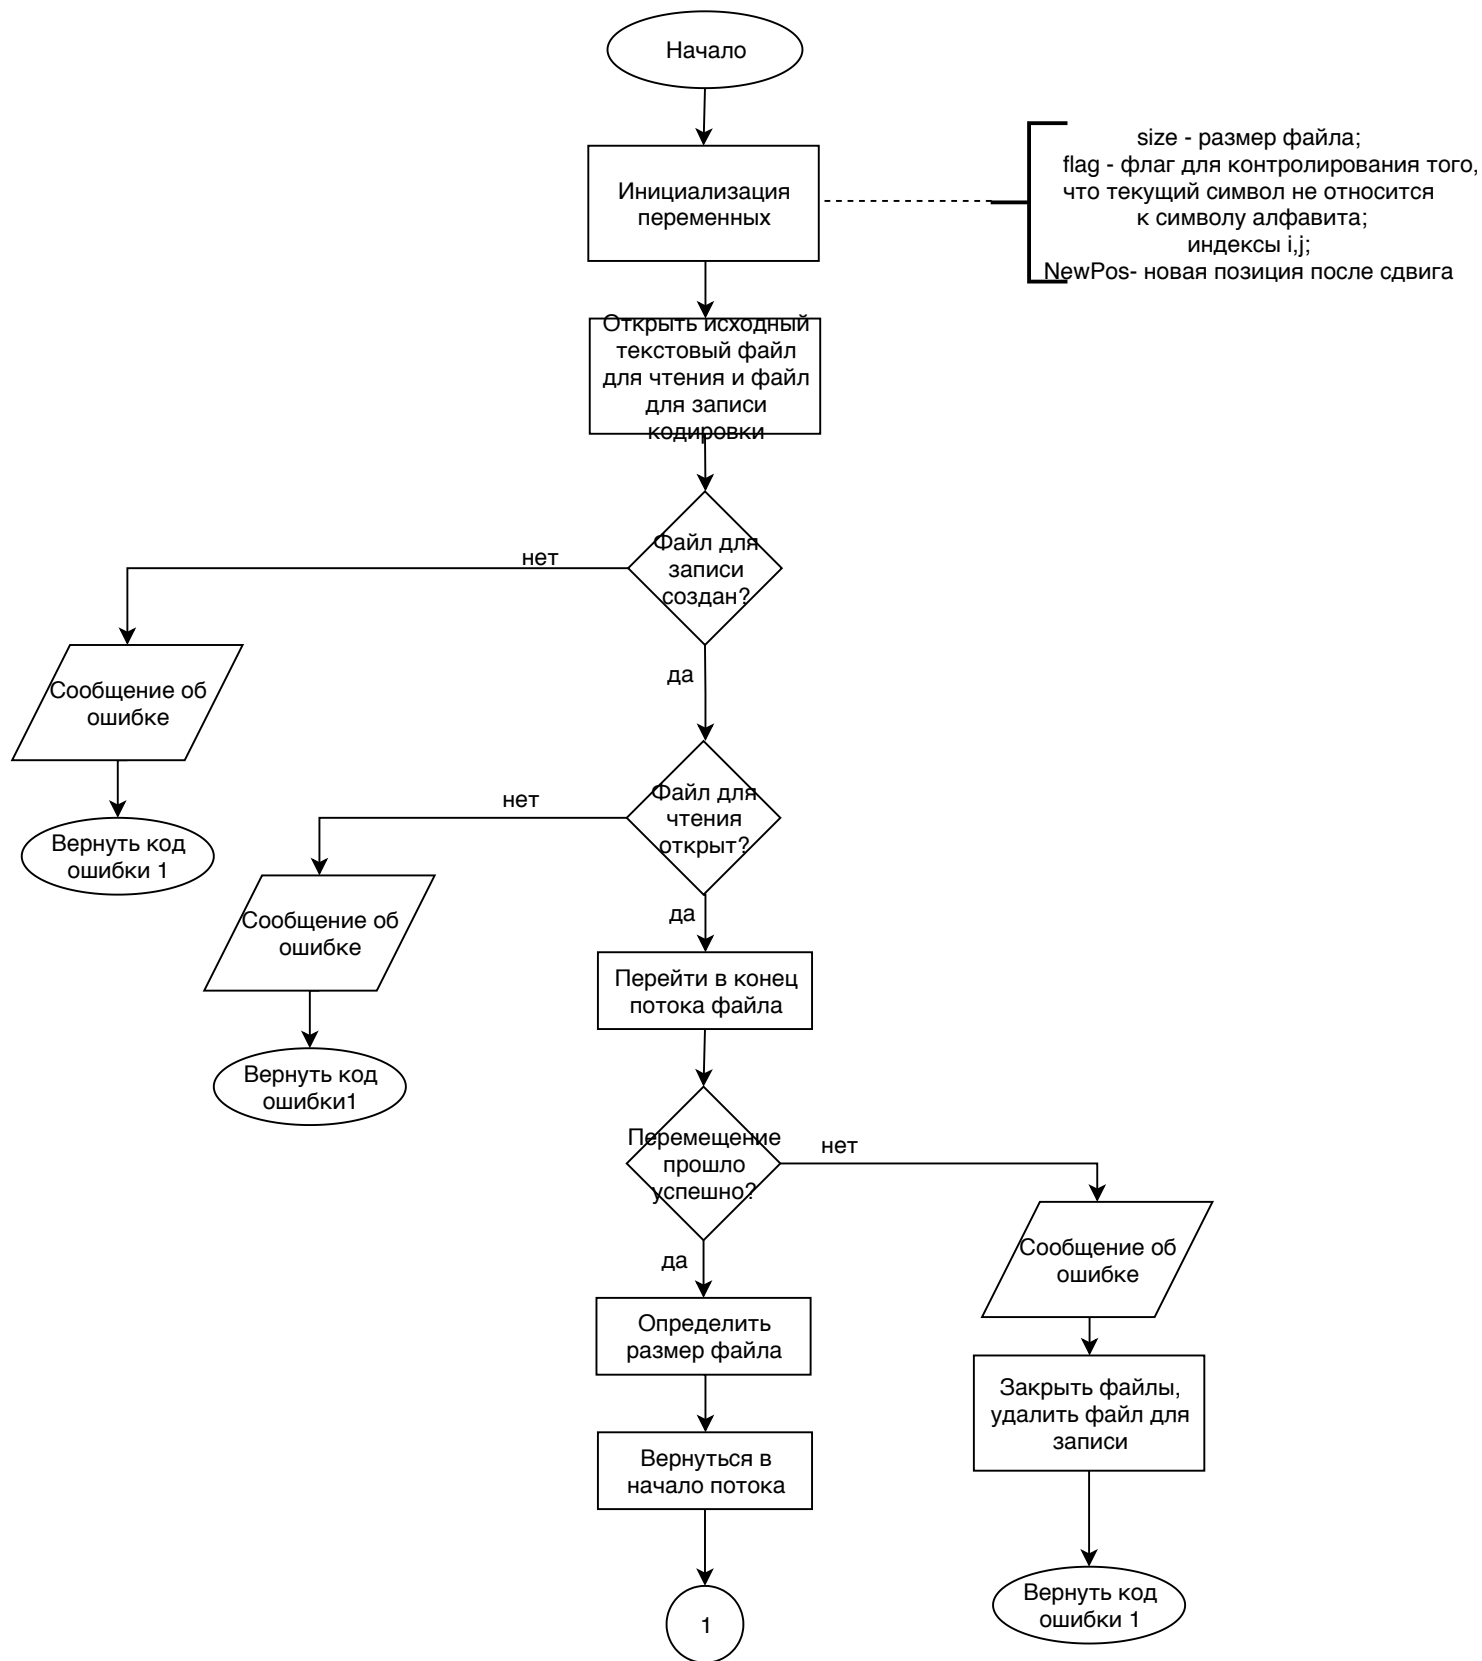 Начало
Инициализация
переменных
size - размер файла;
flag - флаг для контролирования того,
что текущий символ не относится
к символу алфавита;
индексы i,j;
NewPos- новая позиция после сдвига
Открыть исходный
текстовый файл
для чтения и файл
для записи
кодировки
Файл для
записи
создан?
нет
да
Сообщение об
ошибке
Вернуть код
ошибки 1
Файл для
чтения
открыт?
нет
да
Сообщение об
ошибке
Вернуть код
ошибки1
Перейти в конец
потока файла
Перемещение
прошло
успешно?
нет
да
Сообщение об
ошибке
Определить
размер файла
Закрыть файлы,
удалить файл для
записи
Вернуться в
начало потока
Вернуть код
ошибки 1
1